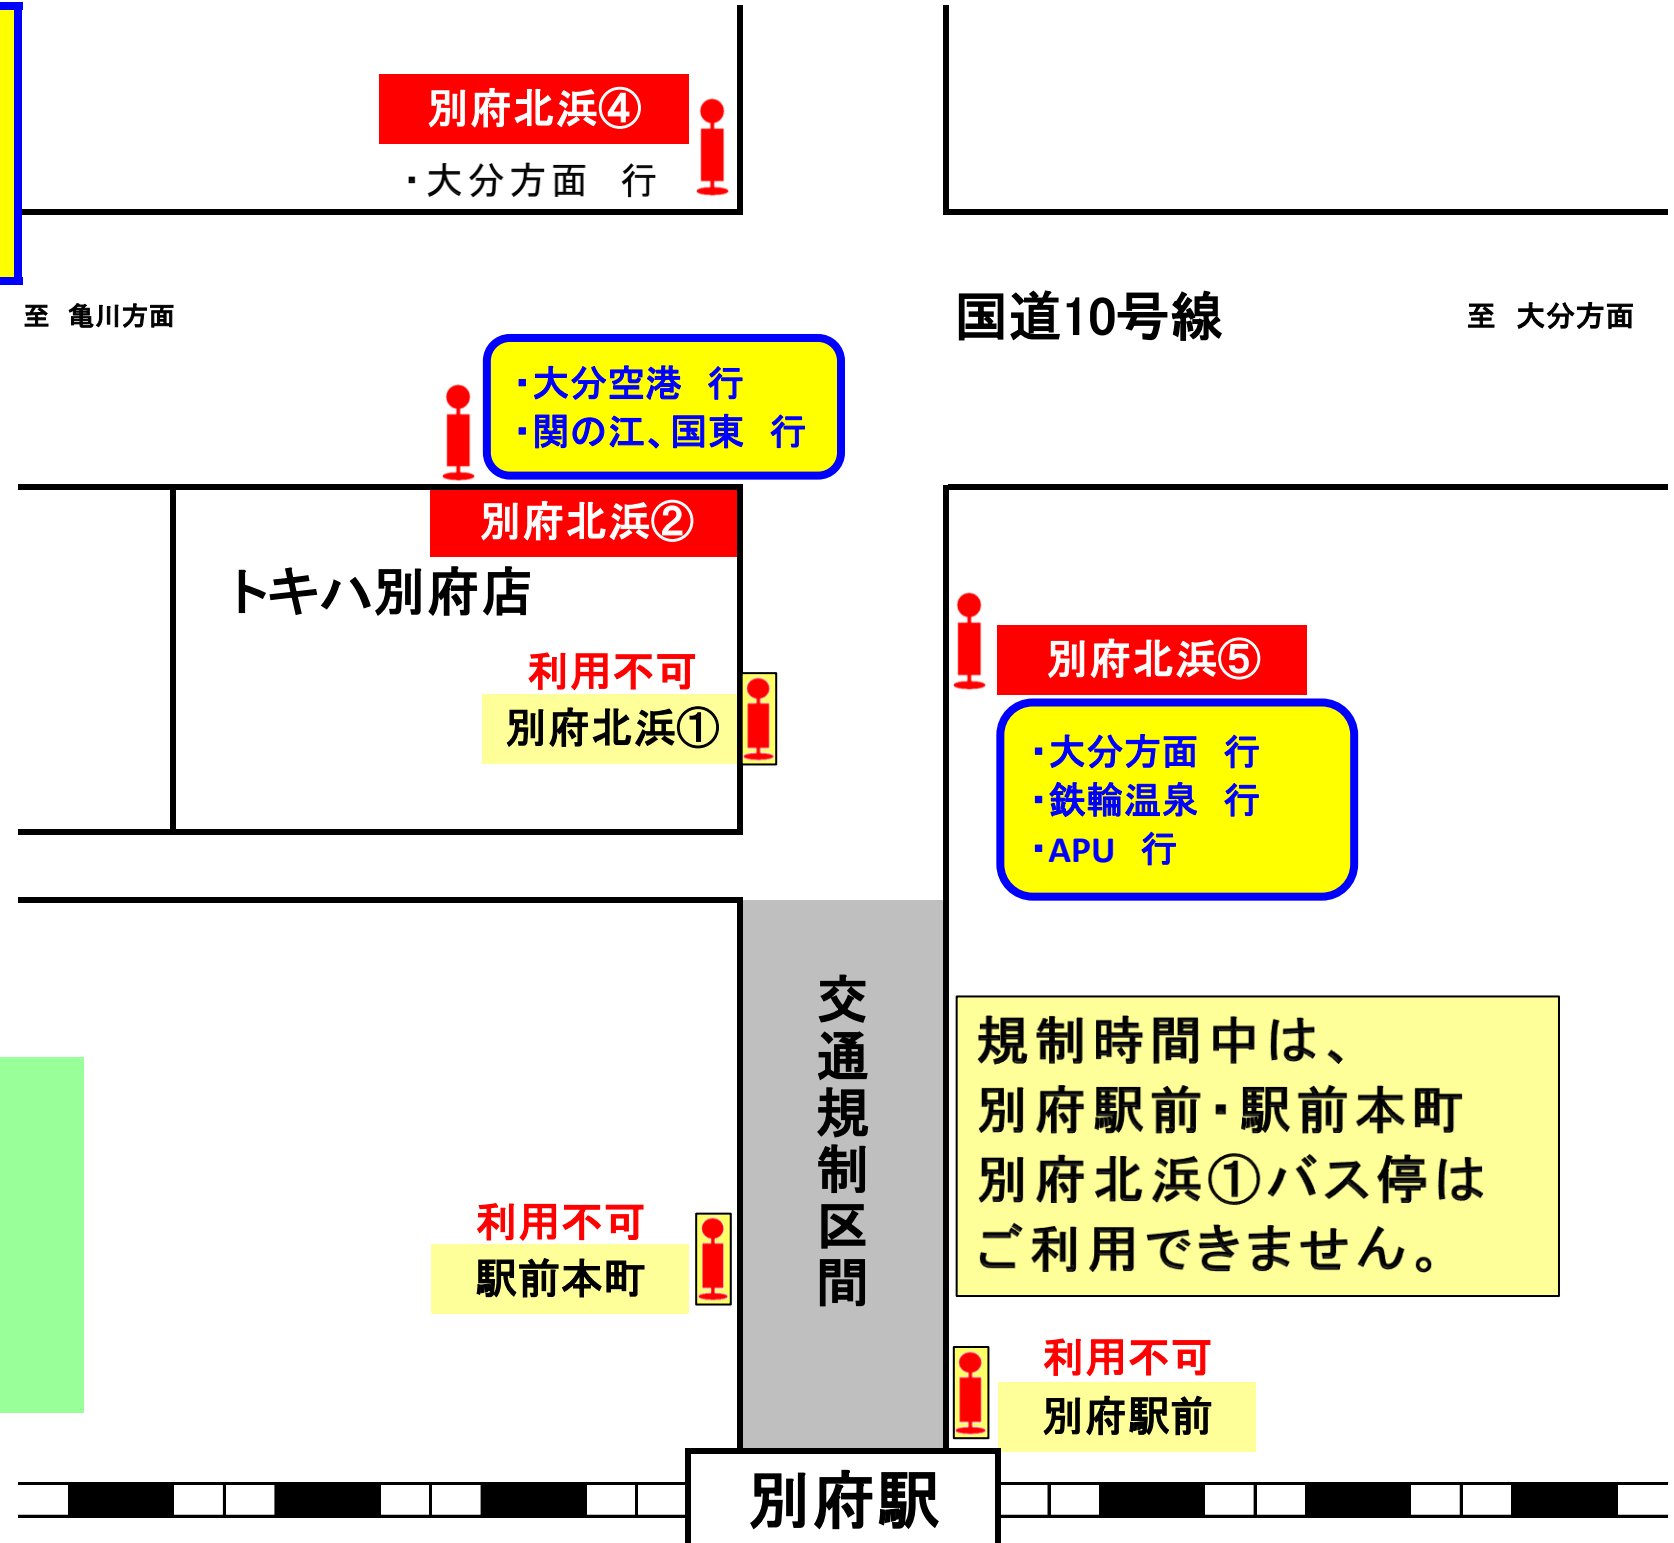 別府北浜④
・大分方面　行
至　亀川方面
国道10号線
至　大分方面
・大分空港　行
・関の江、国東　行
別府北浜②
トキハ別府店
利用不可
別府北浜①
別府北浜⑤
・大分方面　行
・鉄輪温泉　行
・APU　行
交通規制区間
規制時間中は、
別府駅前・駅前本町
別府北浜①バス停は
ご利用できません。
利用不可
駅前本町
利用不可
別府駅前
別府駅